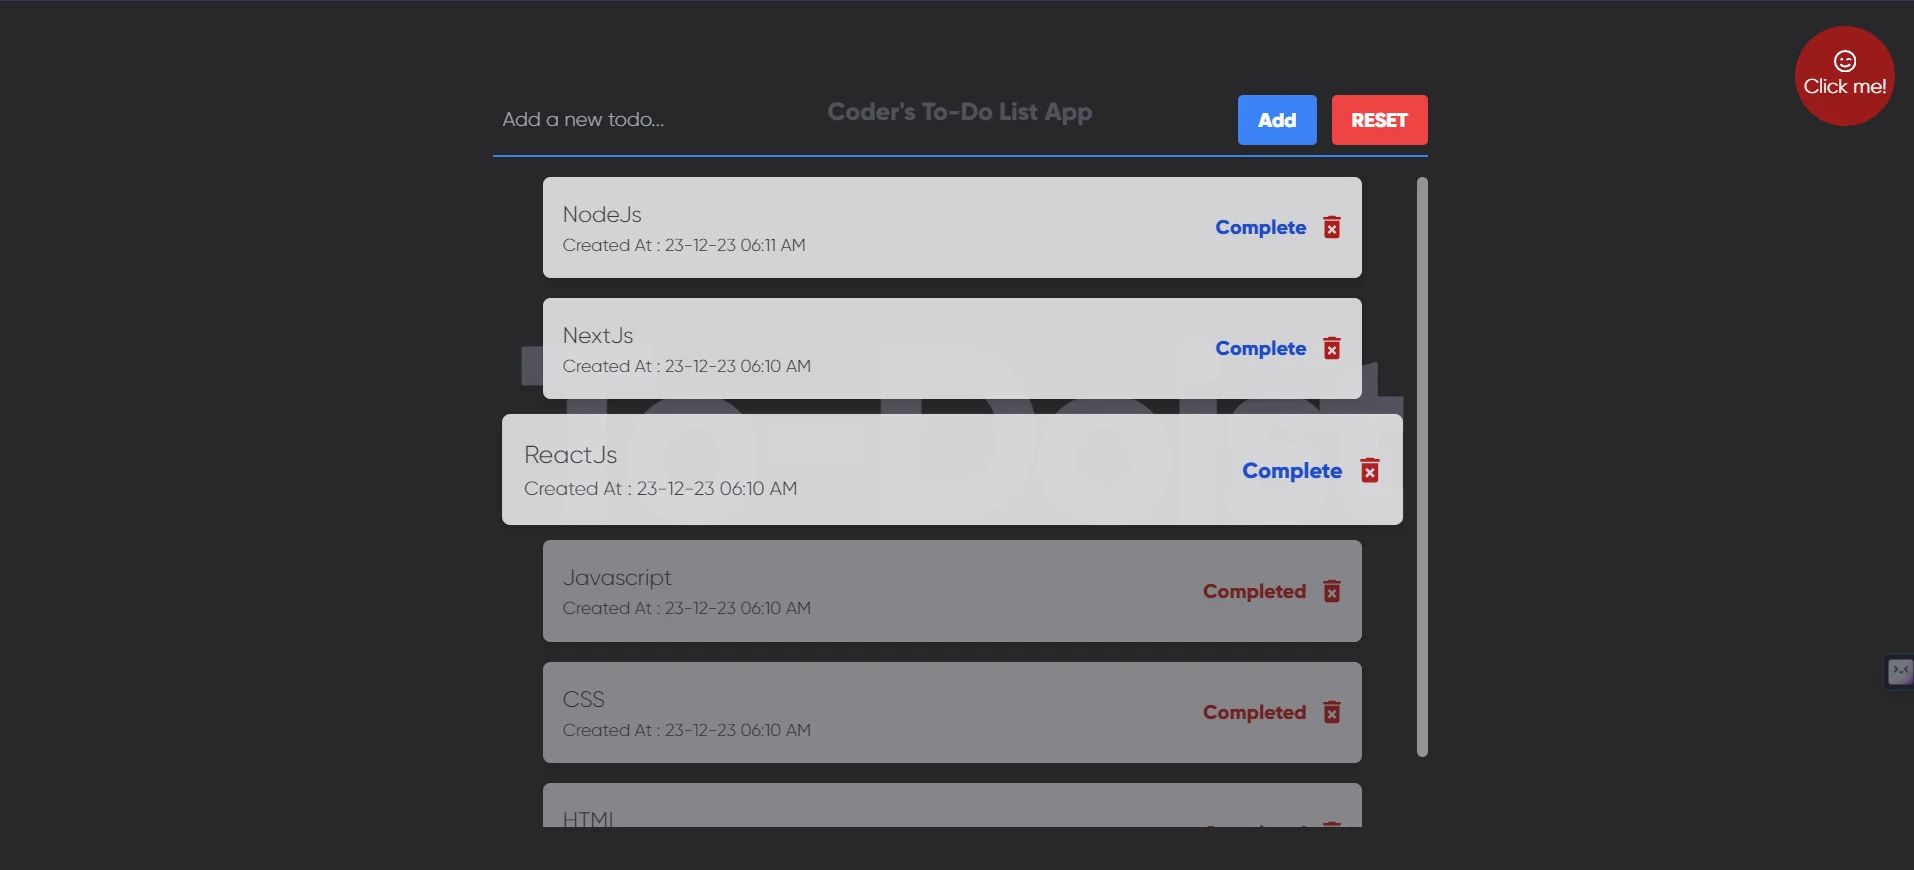 Click me!
Add a new todo...
Coder's To-Do List App
Add
RESET
NodeJs
Created At : 23-12-23 06:11 AM
Complete
NextJs
Created At : 23-12-23 06:10 AM
Complete
To-Doist
ReactJs
Created At : 23-12-23 06:10 AM
Complete
Javascript
Created At : 23-12-23 06:10 AM
Completed
CSS
Created At : 23-12-23 06:10 AM
Completed
HTML